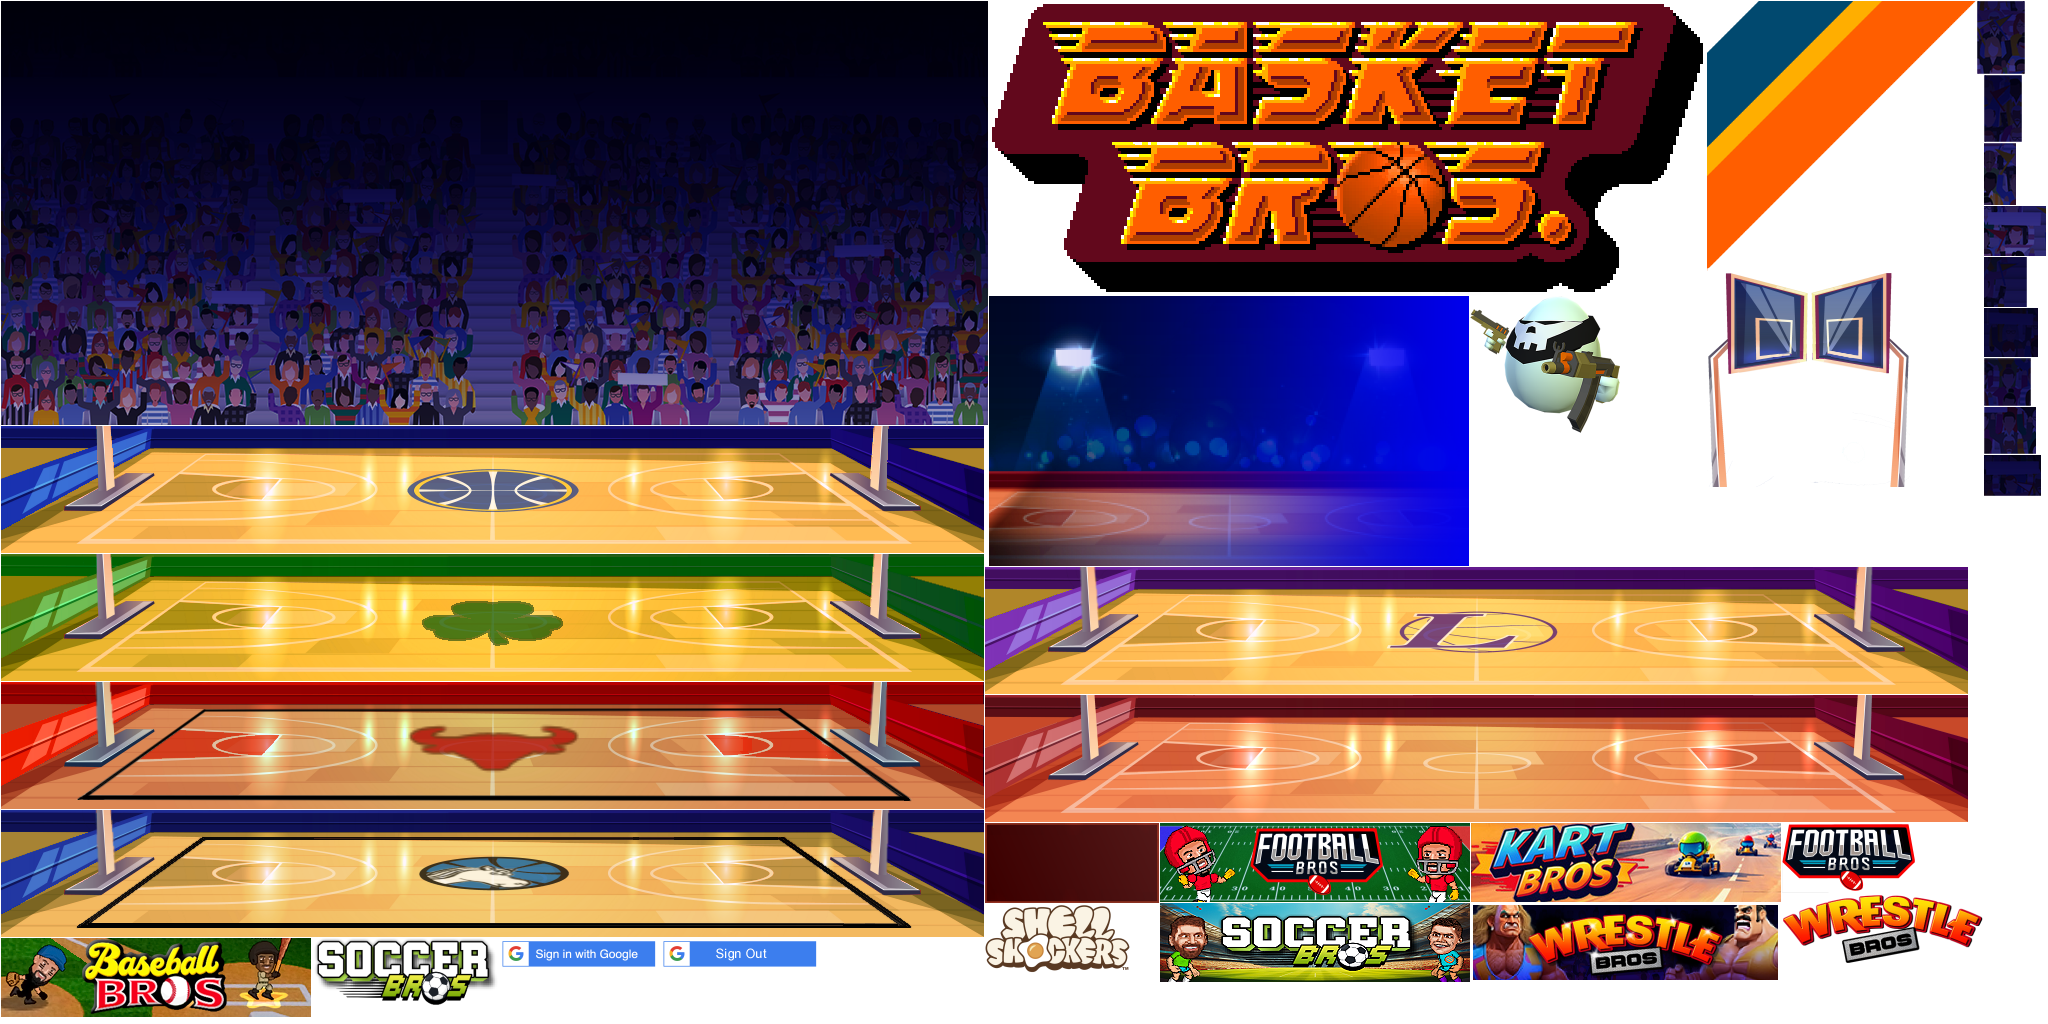 BASKET
BROS.
L
FOOTBALL
BROS
KART
BROS
FOOTBALL
BROS
SHELL
SHOCKERS
™
SOCCER
BROS
WRESTLE
BROS
WRESTLE
BROS
Baseball
BROS
SOCCER
BROS
G Sign in with Google
G Sign Out